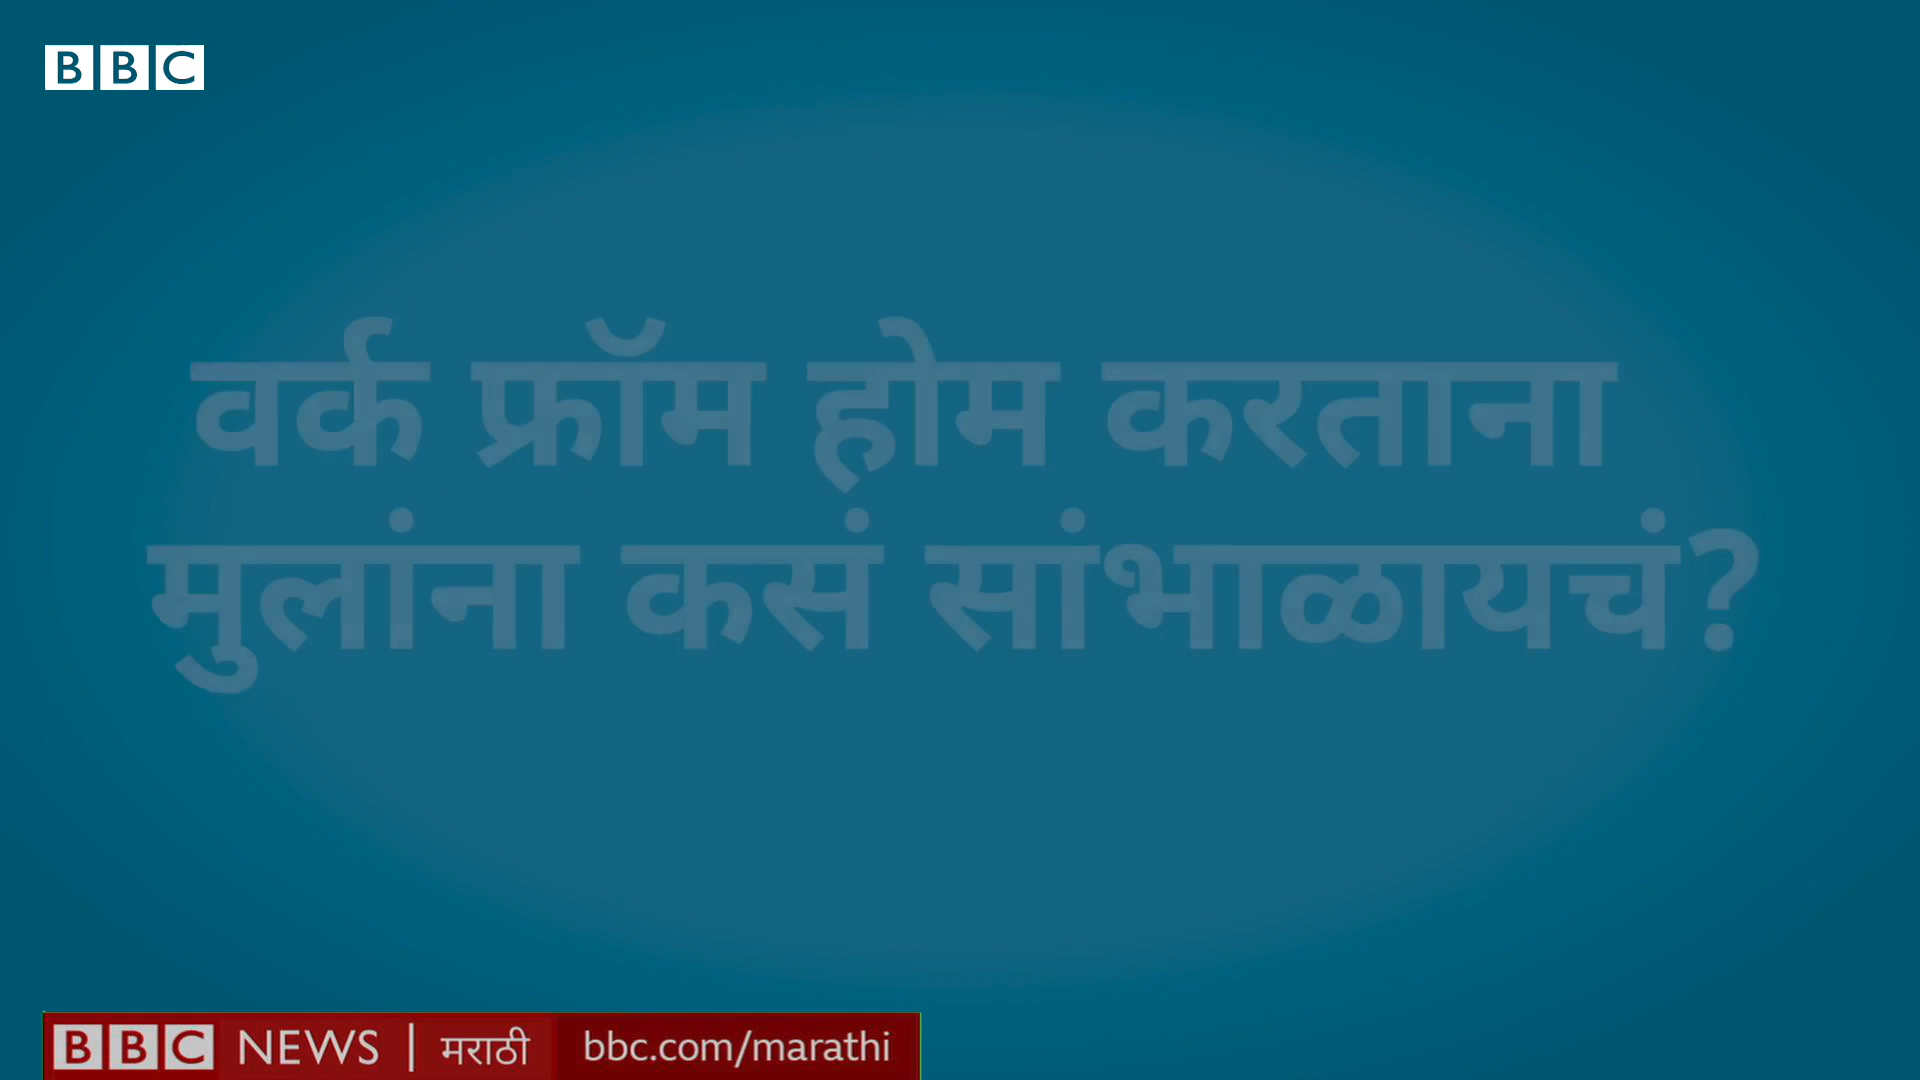 BBC
वर्क फ्रॉम होम करताना
मुलांना कसं सांभाळायचं?
BBC NEWS | मराठी bbc.com/marathi